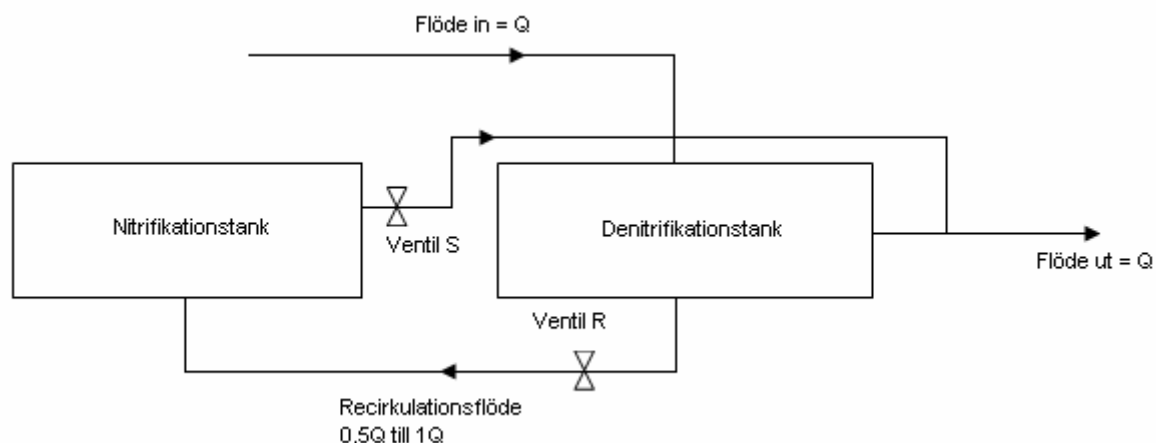 Flöde in = Q
Nitrifikationstank
Ventil S
Denitrifikationstank
Flöde ut = Q
Ventil R
Recirkulationsflöde
0,5Q till 1Q